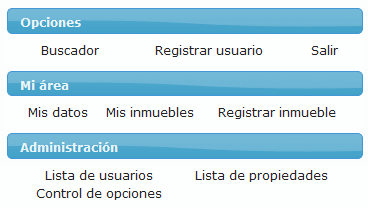 Opciones
Buscador Registrar usuario Salir
Mi área
Mis datos Mis inmuebles Registrar inmueble
Administración
Lista de usuarios Lista de propiedades
Control de opciones